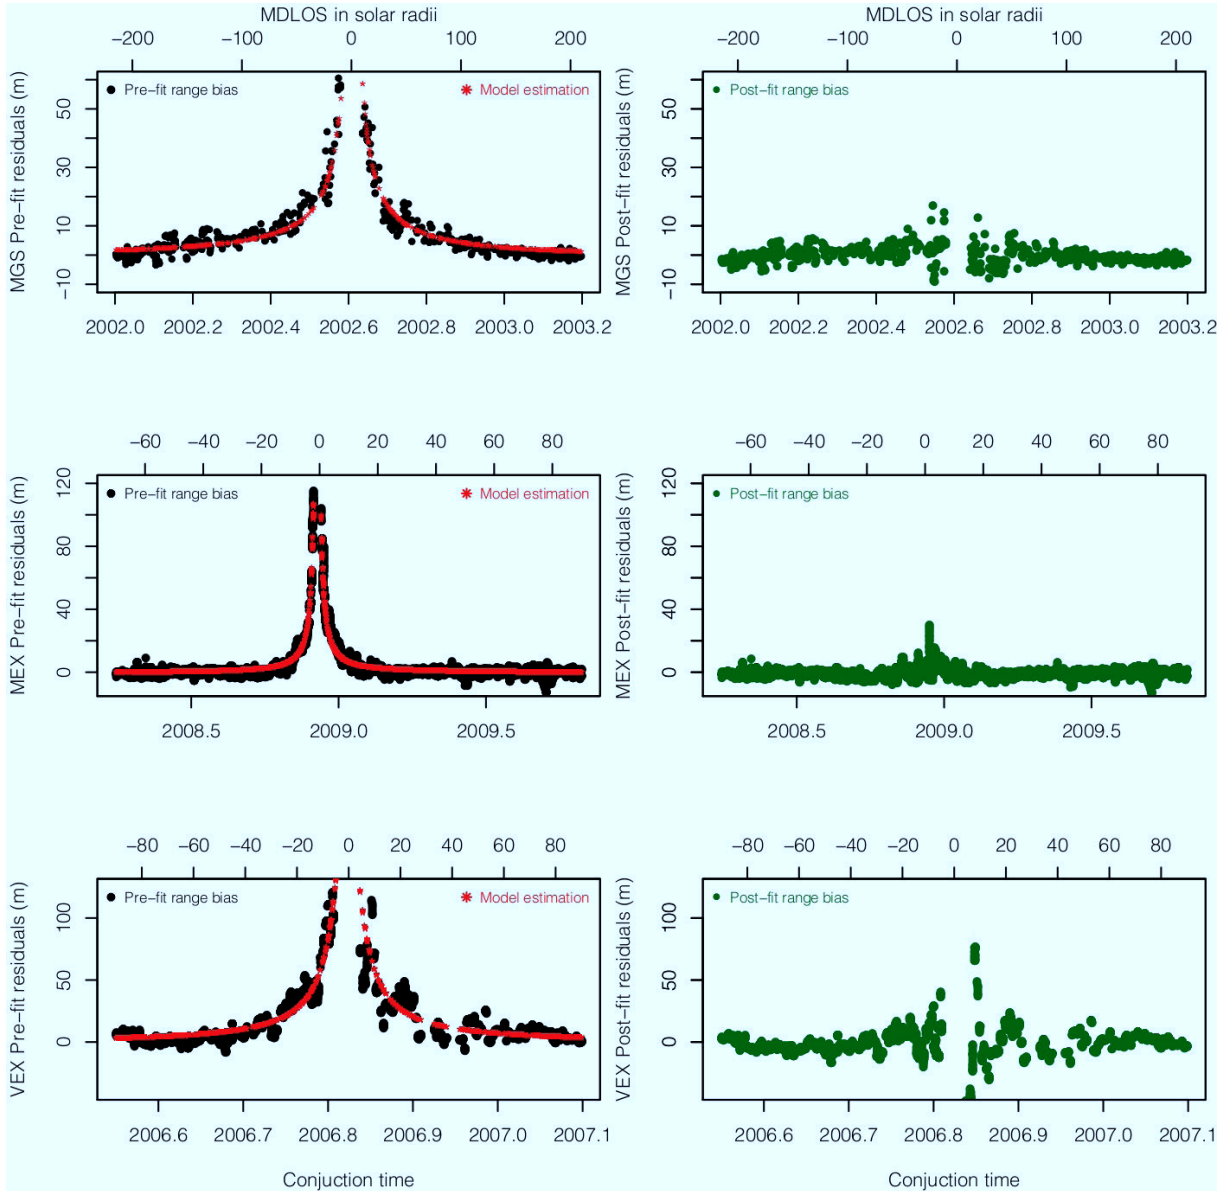 MDLOS in solar radii
−200 −100 0 100 200
MGS Pre−fit residuals (m)
−10 10 30 50
Pre−fit range bias
Model estimation
2002.0 2002.2 2002.4 2002.6 2002.8 2003.0 2003.2
MDLOS in solar radii
−200 −100 0 100 200
MGS Post−fit residuals (m)
−10 10 30 50
Post−fit range bias
2002.0 2002.2 2002.4 2002.6 2002.8 2003.0 2003.2
−60 −40 −20 0 20 40 60 80
MEX Pre−fit residuals (m)
0 40 80 120
Pre−fit range bias
Model estimation
2008.5 2009.0 2009.5
−60 −40 −20 0 20 40 60 80
MEX Post−fit residuals (m)
0 40 80 120
Post−fit range bias
2008.5 2009.0 2009.5
−80 −60 −40 −20 5 20 40 60 80
VEX Pre−fit residuals (m)
0 50 100
Pre−fit range bias
Model estimation
2006.6 2006.7 2006.8 2006.9 2007.0 2007.1
Conjuction time
−80 −60 −40 −20 5 20 40 60 80
VEX Post−fit residuals (m)
0 50 100
Post−fit range bias
2006.6 2006.7 2006.8 2006.9 2007.0 2007.1
Conjuction time